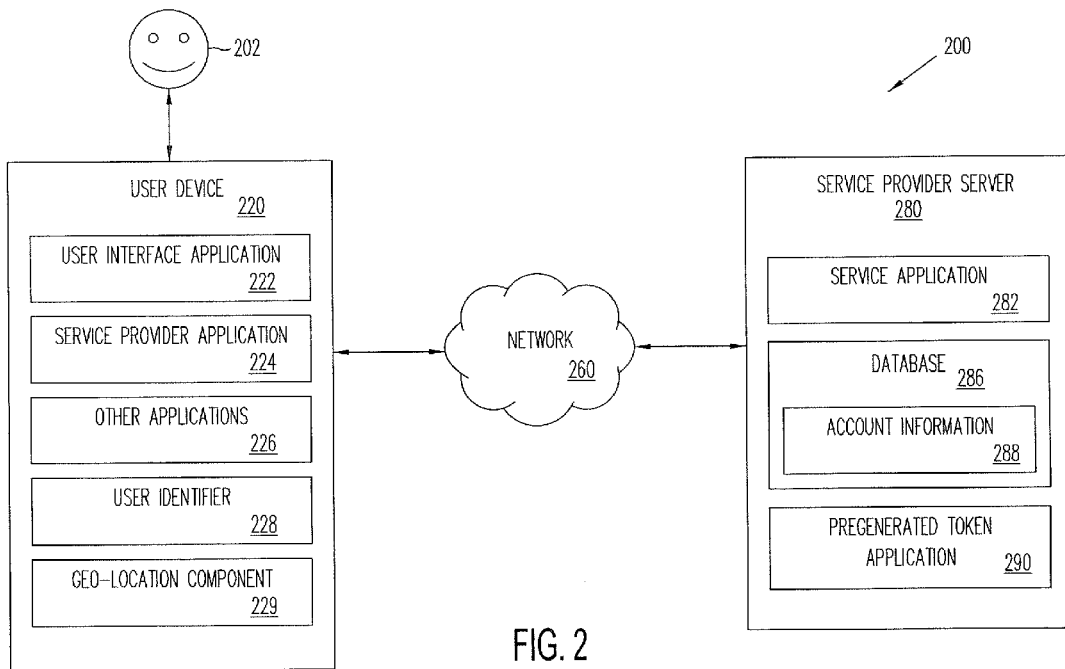 202
200
USER DEVICE
220
USER INTERFACE APPLICATION
222
SERVICE PROVIDER APPLICATION
224
OTHER APPLICATIONS
226
USER IDENTIFIER
228
GEO-LOCATION COMPONENT
229
NETWORK
260
SERVICE PROVIDER SERVER
280
SERVICE APPLICATION
282
DATABASE
286
ACCOUNT INFORMATION
288
PREGENERATED TOKEN
APPLICATION
290
FIG. 2